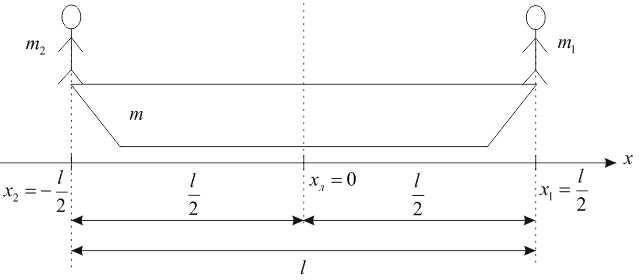 m₂
m₁
m
x
x₂ = -l/2
l/2
xл = 0
l/2
x₁ = l/2
l